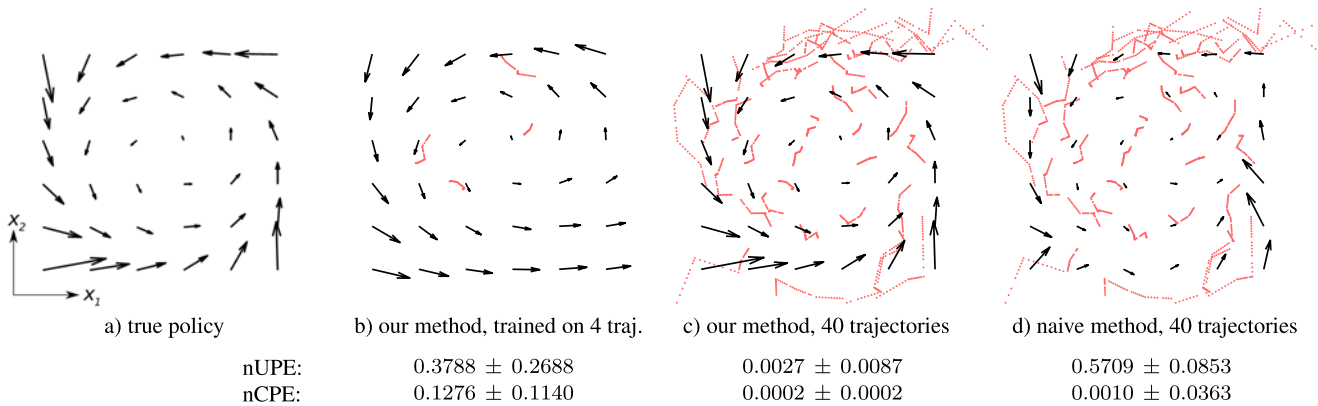 x₂
x₁
a) true policy
b) our method, trained on 4 traj.
c) our method, 40 trajectories
d) naive method, 40 trajectories
nUPE: 0.3788 ± 0.2688 0.0027 ± 0.0087 0.5709 ± 0.0853
nCPE: 0.1276 ± 0.1140 0.0002 ± 0.0002 0.0010 ± 0.0363